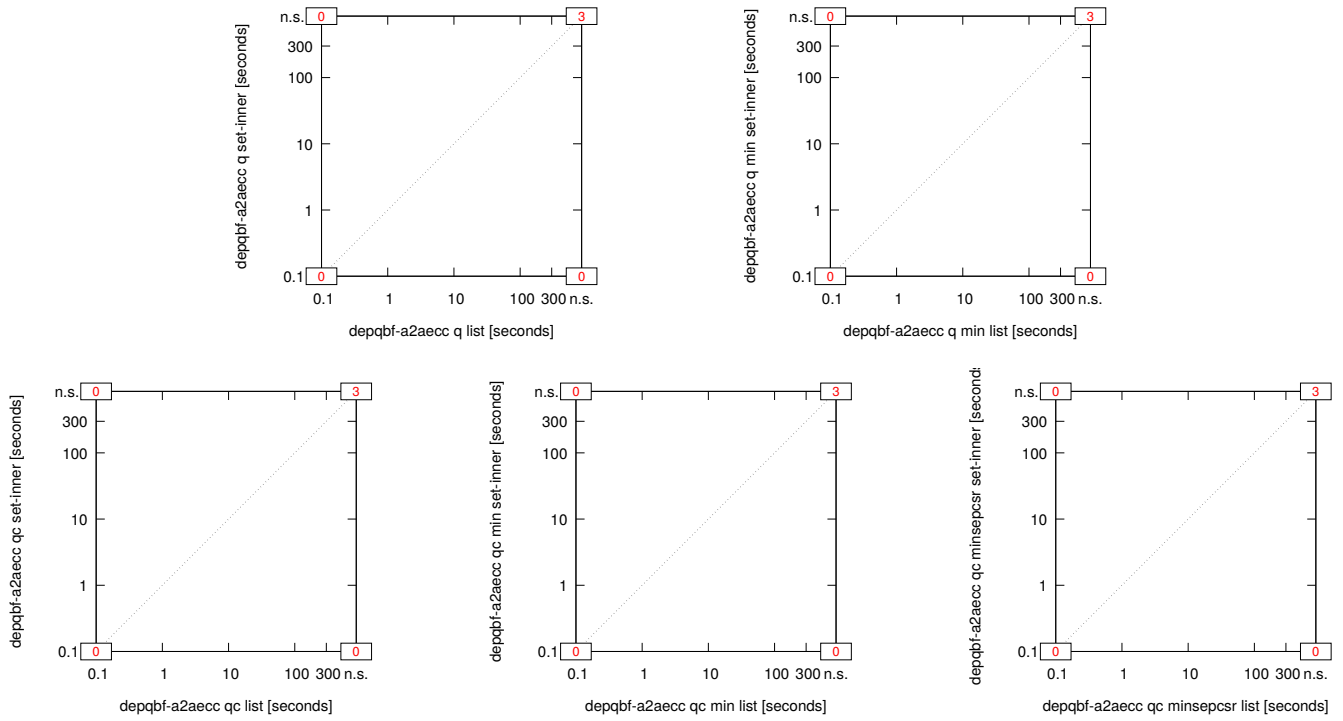 n.s. 0 3
300
100
10
1
0.1 0 0
0.1 1 10 100 300 n.s.
depqbf-a2aecc q set-inner [seconds]
depqbf-a2aecc q list [seconds]
n.s. 0 3
300
100
10
1
0.1 0 0
0.1 1 10 100 300 n.s.
depqbf-a2aecc q min set-inner [seconds]
depqbf-a2aecc q min list [seconds]
n.s. 0 3
300
100
10
1
0.1 0 0
0.1 1 10 100 300 n.s.
depqbf-a2aecc qc set-inner [seconds]
depqbf-a2aecc qc list [seconds]
n.s. 0 3
300
100
10
1
0.1 0 0
0.1 1 10 100 300 n.s.
depqbf-a2aecc qc min set-inner [seconds]
depqbf-a2aecc qc min list [seconds]
n.s. 0 3
300
100
10
1
0.1 0 0
0.1 1 10 100 300 n.s.
depqbf-a2aecc qc minsepcsr set-inner [second
depqbf-a2aecc qc minsepcsr list [seconds]